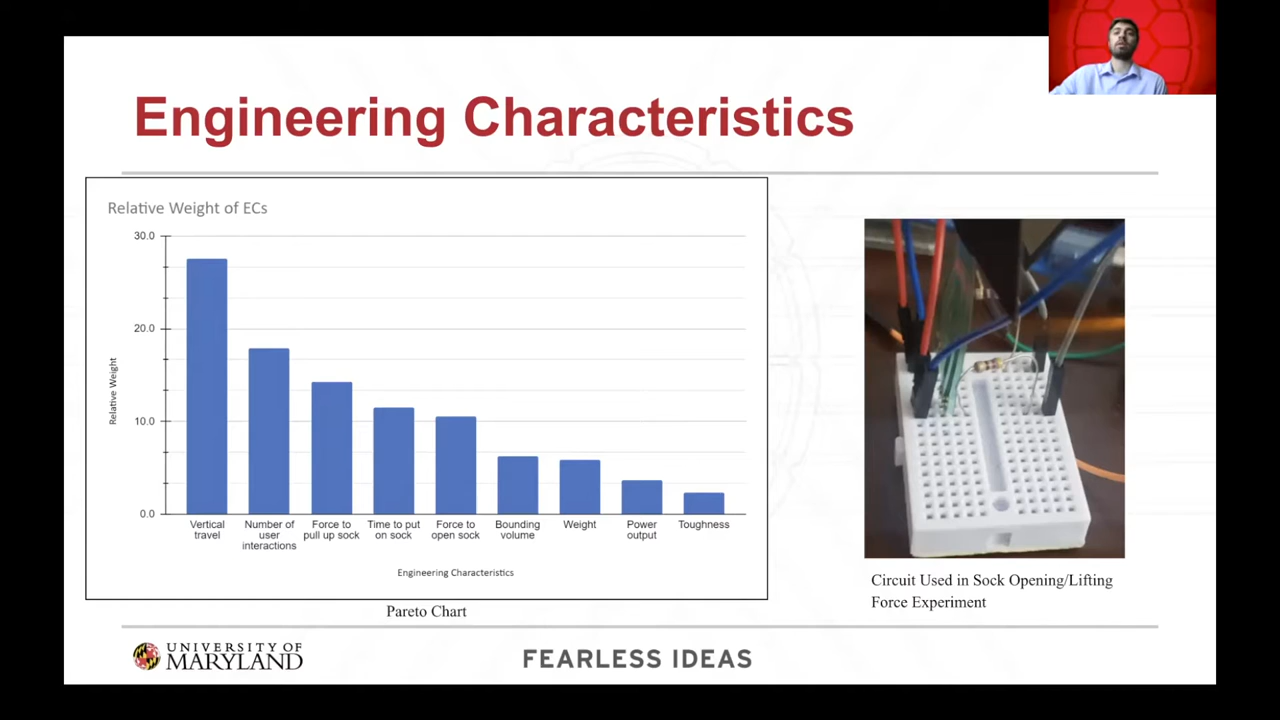 Engineering Characteristics
Relative Weight of ECs
30.0
20.0
10.0
0.0
Relative Weight
Vertical
travel
Number of
user
interactions
Force to
pull up sock
Time to put
on sock
Force to
open sock
Bounding
volume
Weight
Power
output
Toughness
Engineering Characteristics
Pareto Chart
Circuit Used in Sock Opening/Lifting
Force Experiment
UNIVERSITY OF
MARYLAND
FEARLESS IDEAS